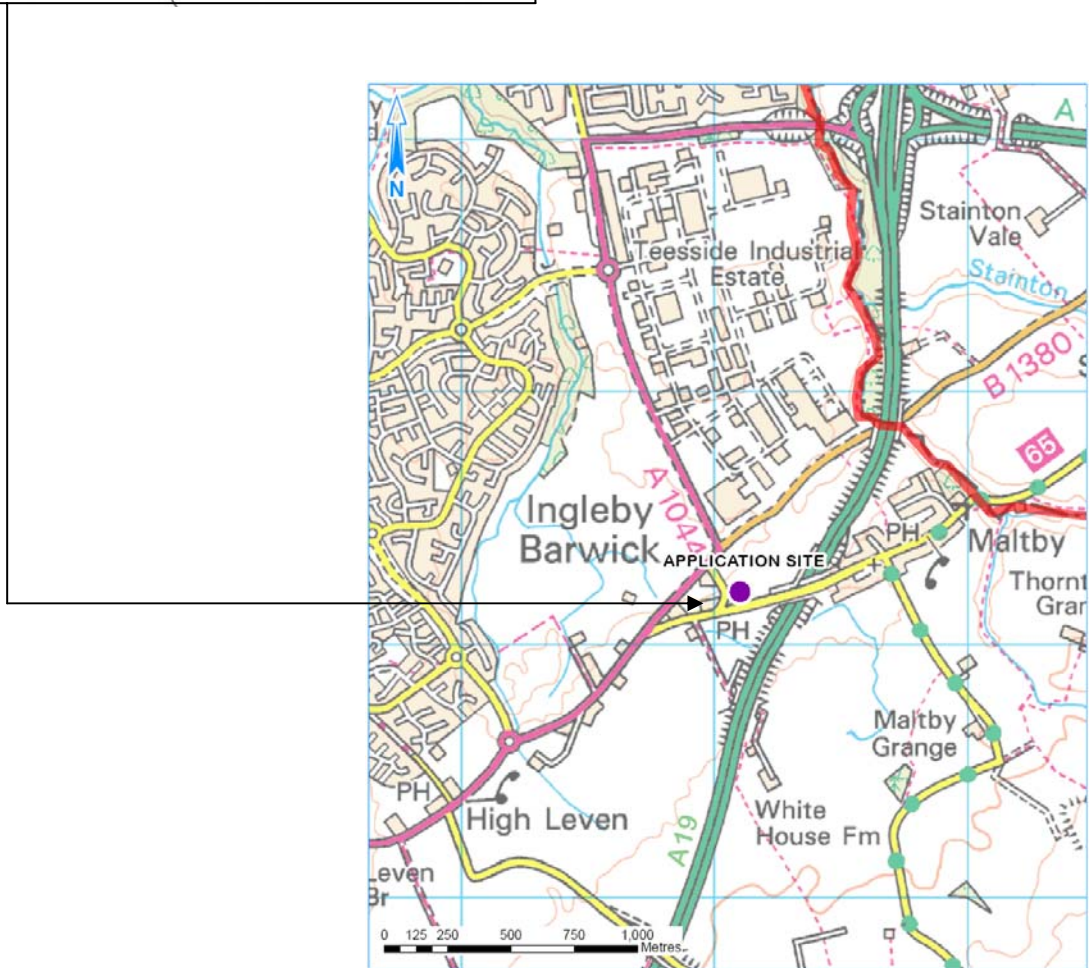 N
A
Stainton
Vale
Teesside Industrial
Estate
Stainton
B 1380
65
A 1044
Ingleby
Barwick
PH
Maltby
APPLICATION SITE
Thornt
Gran
PH
Maltby
Grange
PH
High Leven
White
House Fm
A19
Leven
Br
0 125 250 500 750 1,000
Metres